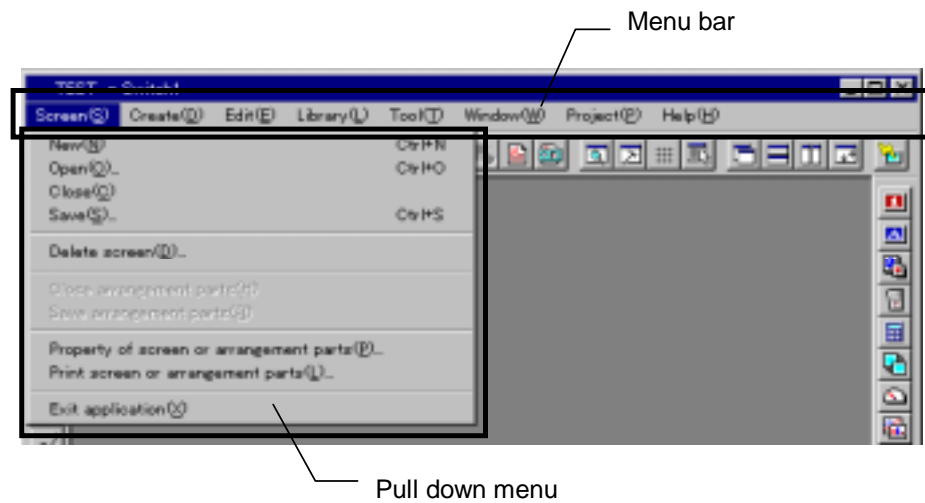 Menu bar
TEST - Switch1
Screen(S) Create(D) Edit(E) Library(L) Tool(T) Window(W) Project(P) Help(H)
New(N) Ctrl+N
Open(O)... Ctrl+O
Close(C)
Save(S)... Ctrl+S
Delete screen(D)...
Close arrangement parts(H)
Save arrangement parts(A)
Property of screen or arrangement parts(P)...
Print screen or arrangement parts(L)...
Exit application(X)
Pull down menu